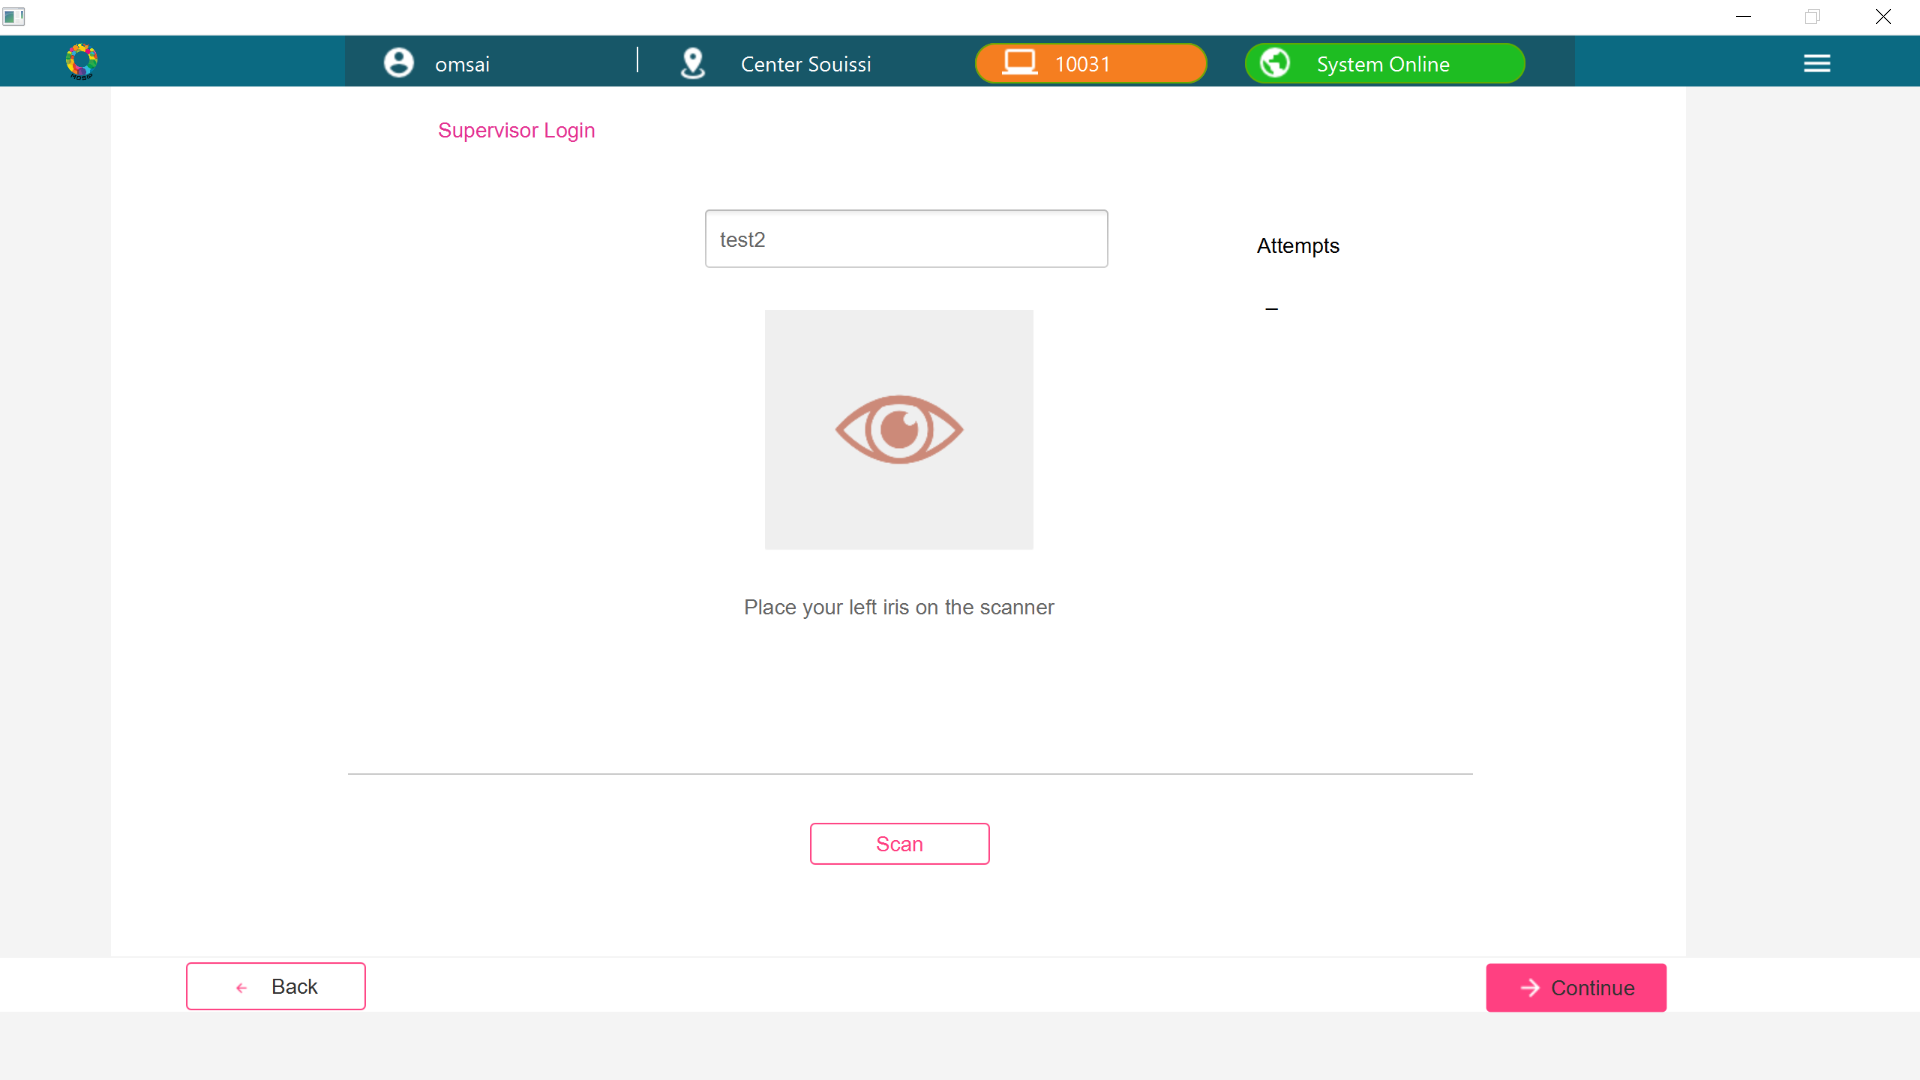 omsai
Center Souissi
10031
System Online
Supervisor Login
test2
Attempts
–
Place your left iris on the scanner
Scan
Back
Continue